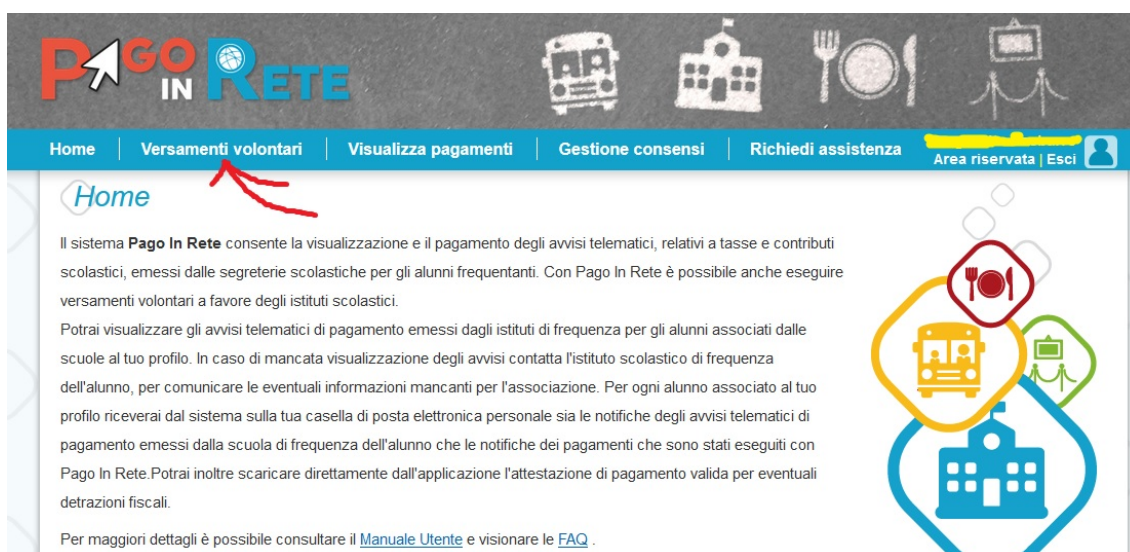 PAGO
IN RETE
Home Versamenti volontari Visualizza pagamenti Gestione consensi Richiedi assistenza Area riservata | Esci
Home
Il sistema Pago In Rete consente la visualizzazione e il pagamento degli avvisi telematici, relativi a tasse e contributi
scolastici, emessi dalle segreterie scolastiche per gli alunni frequentanti. Con Pago In Rete è possibile anche eseguire
versamenti volontari a favore degli istituti scolastici.
Potrai visualizzare gli avvisi telematici di pagamento emessi dagli istituti di frequenza per gli alunni associati dalle
scuole al tuo profilo. In caso di mancata visualizzazione degli avvisi contatta l'istituto scolastico di frequenza
dell'alunno, per comunicare le eventuali informazioni mancanti per l'associazione. Per ogni alunno associato al tuo
profilo riceverai dal sistema sulla tua casella di posta elettronica personale sia le notifiche degli avvisi telematici di
pagamento emessi dalla scuola di frequenza dell'alunno che le notifiche dei pagamenti che sono stati eseguiti con
Pago In Rete.Potrai inoltre scaricare direttamente dall'applicazione l'attestazione di pagamento valida per eventuali
detrazioni fiscali.
Per maggiori dettagli è possibile consultare il Manuale Utente e visionare le FAQ .